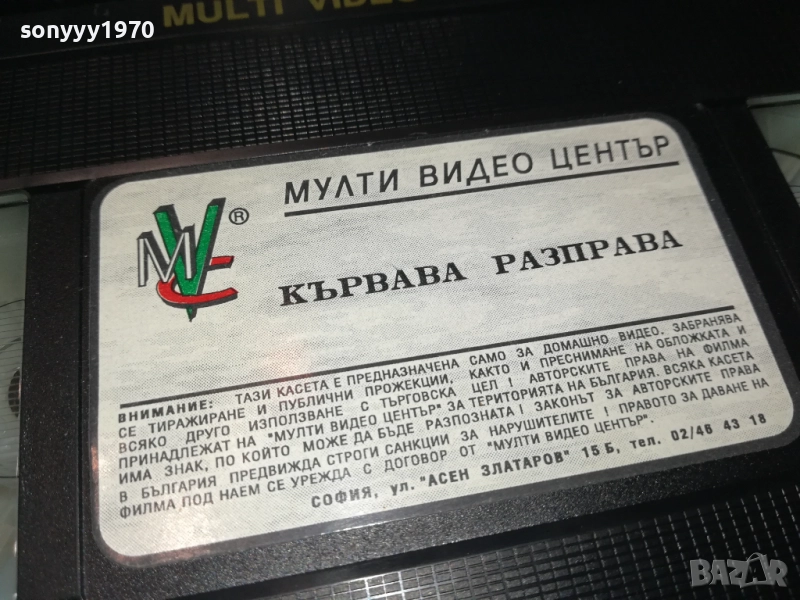 sonyyy1970
MULTI VIDEO
МУЛТИ ВИДЕО ЦЕНТЪР
MVC ®
КЪРВАВА РАЗПРАВА
ВНИМАНИЕ: ТАЗИ КАСЕТА Е ПРЕДНАЗНАЧЕНА САМО ЗА ДОМАШНО ВИДЕО. ЗАБРАНЯВА
СЕ ТИРАЖИРАНЕ И ПУБЛИЧНИ ПРОЖЕКЦИИ, КАКТО И ПРЕСНИМАНЕ НА ОБЛОЖКАТА И
ВСЯКО ДРУГО ИЗПОЛЗВАНЕ С ТЪРГОВСКА ЦЕЛ ! АВТОРСКИТЕ ПРАВА НА ФИЛМА
ПРИНАДЛЕЖАТ НА "МУЛТИ ВИДЕО ЦЕНТЪР" ЗА ТЕРИТОРИЯТА НА БЪЛГАРИЯ. ВСЯКА КАСЕТА
ИМА ЗНАК, ПО КОЙТО МОЖЕ ДА БЪДЕ РАЗПОЗНАТА ! ЗАКОНЪТ ЗА АВТОРСКИТЕ ПРАВА
В БЪЛГАРИЯ ПРЕДВИЖДА СТРОГИ САНКЦИИ ЗА НАРУШИТЕЛИТЕ ! ПРАВОТО ЗА ДАВАНЕ НА
ФИЛМА ПОД НАЕМ СЕ УРЕЖДА С ДОГОВОР ОТ "МУЛТИ ВИДЕО ЦЕНТЪР".
СОФИЯ, ул. "АСЕН ЗЛАТАРОВ" 15 Б, тел. 02/46 43 18
BAZAR